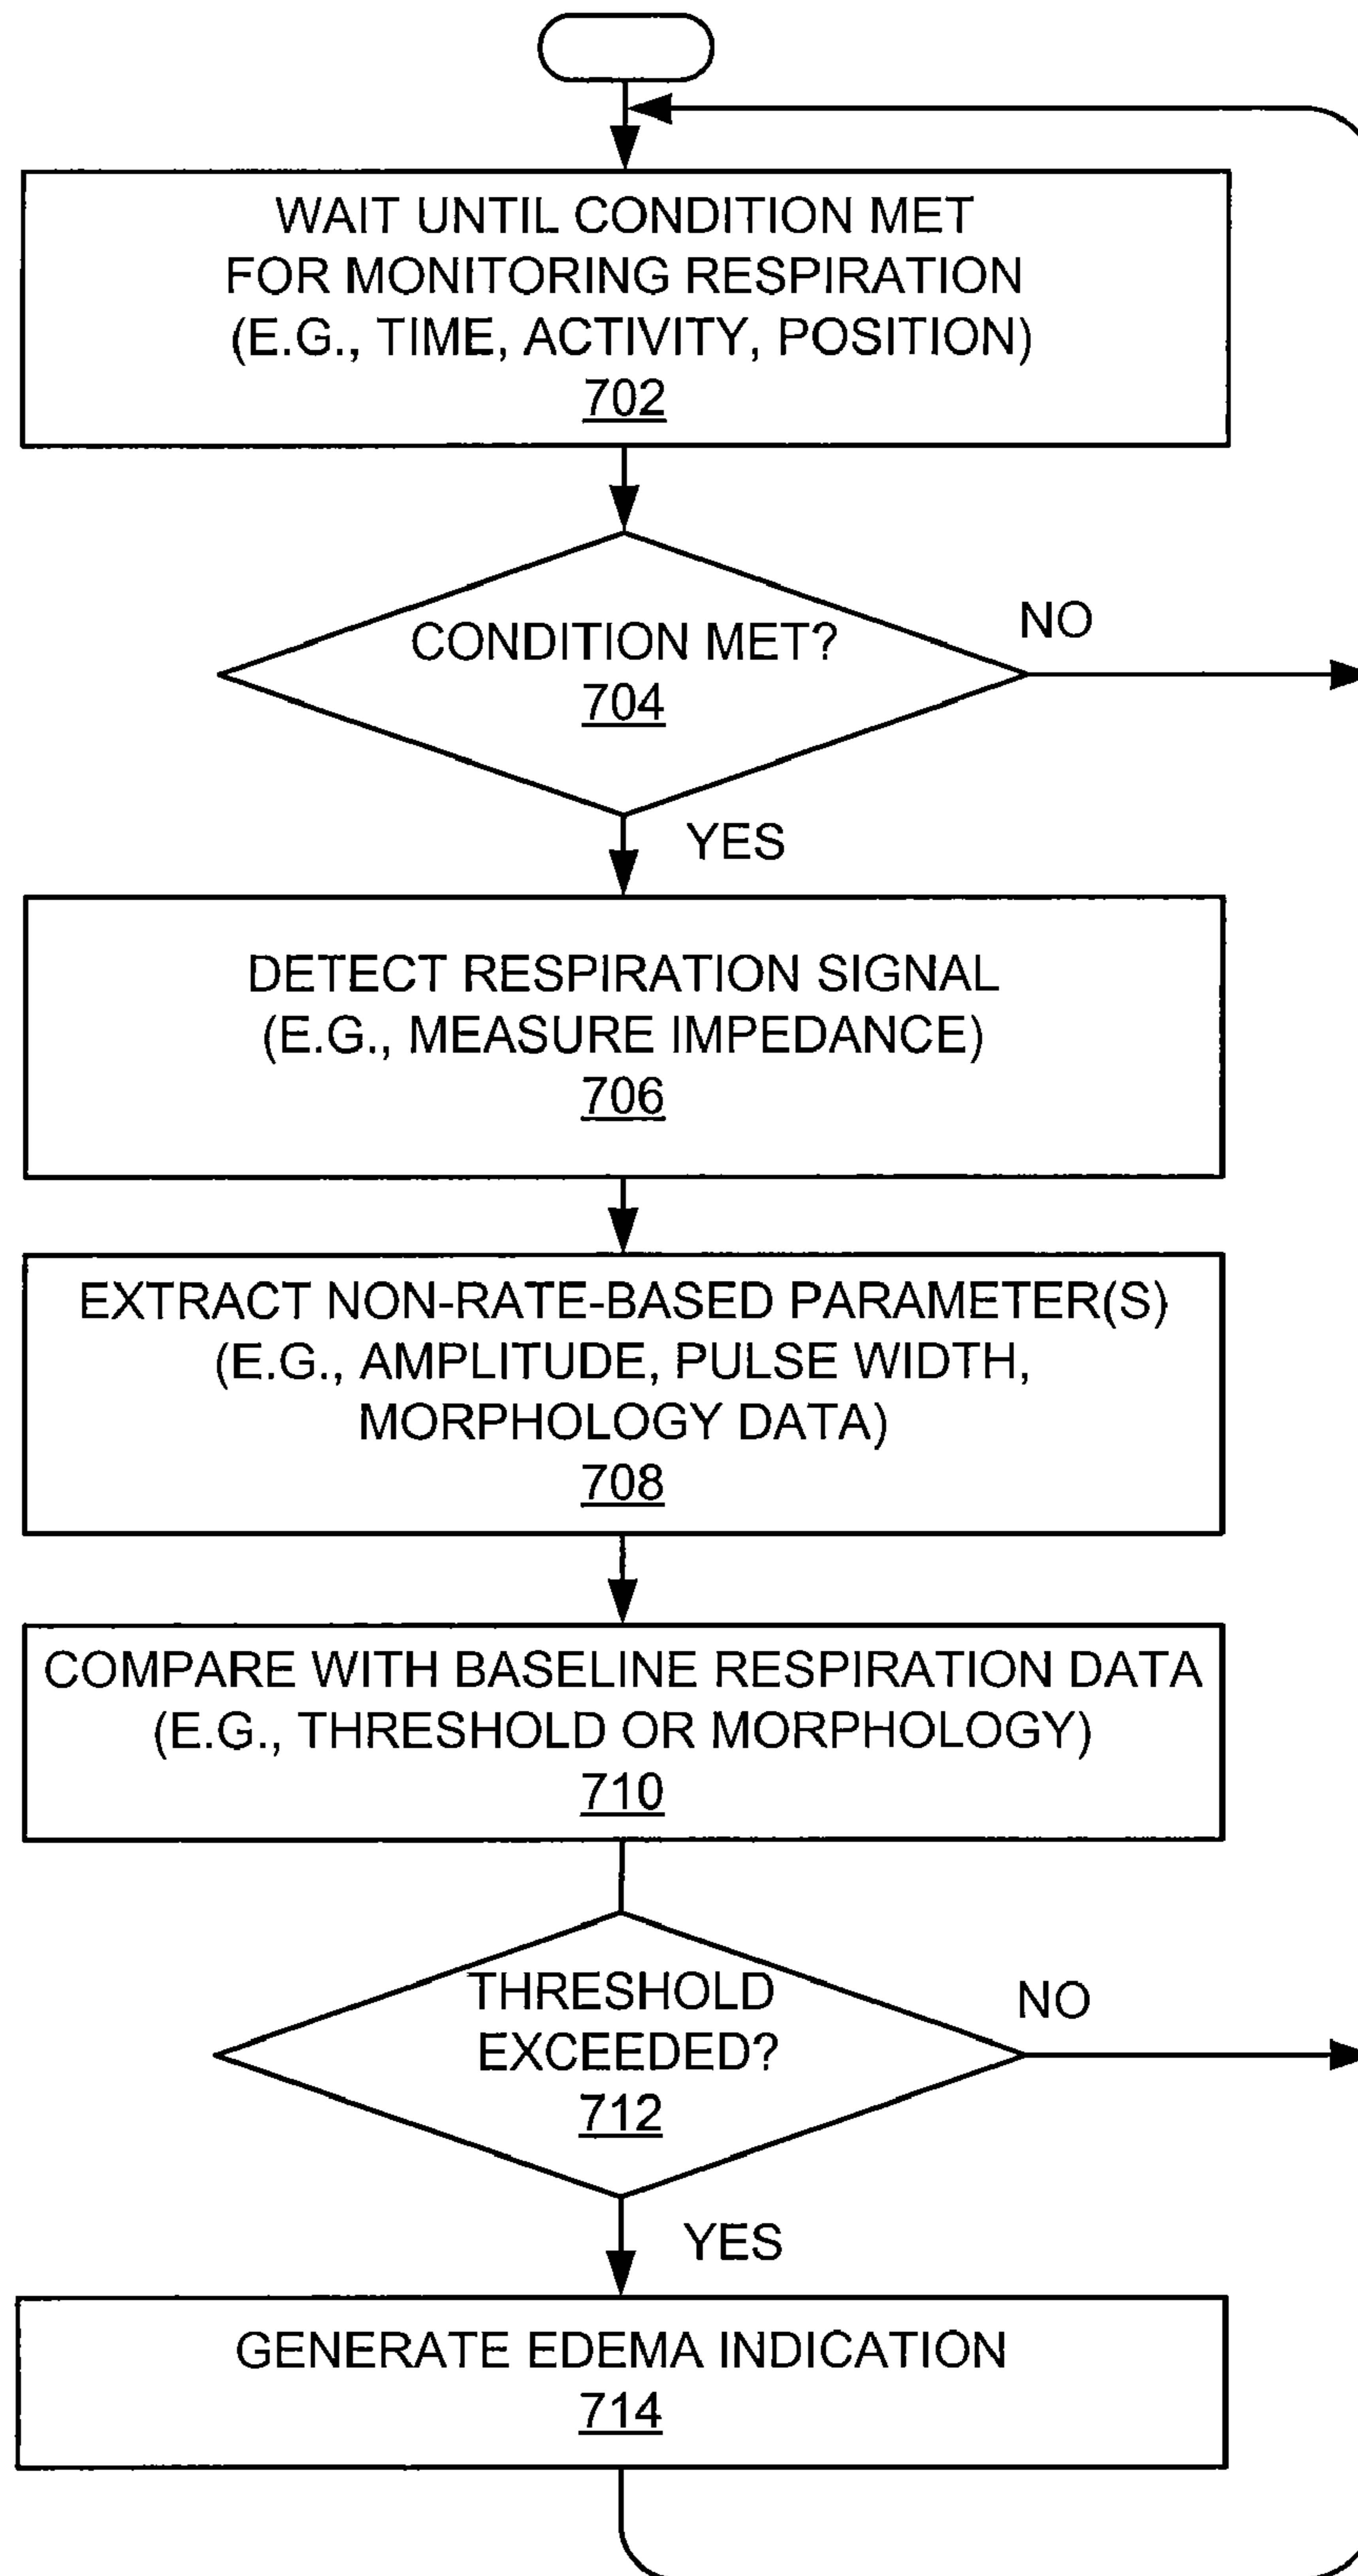 WAIT UNTIL CONDITION MET
FOR MONITORING RESPIRATION
(E.G., TIME, ACTIVITY, POSITION)
702
CONDITION MET?
704
NO
YES
DETECT RESPIRATION SIGNAL
(E.G., MEASURE IMPEDANCE)
706
EXTRACT NON-RATE-BASED PARAMETER(S)
(E.G., AMPLITUDE, PULSE WIDTH,
MORPHOLOGY DATA)
708
COMPARE WITH BASELINE RESPIRATION DATA
(E.G., THRESHOLD OR MORPHOLOGY)
710
THRESHOLD
EXCEEDED?
712
NO
YES
GENERATE EDEMA INDICATION
714